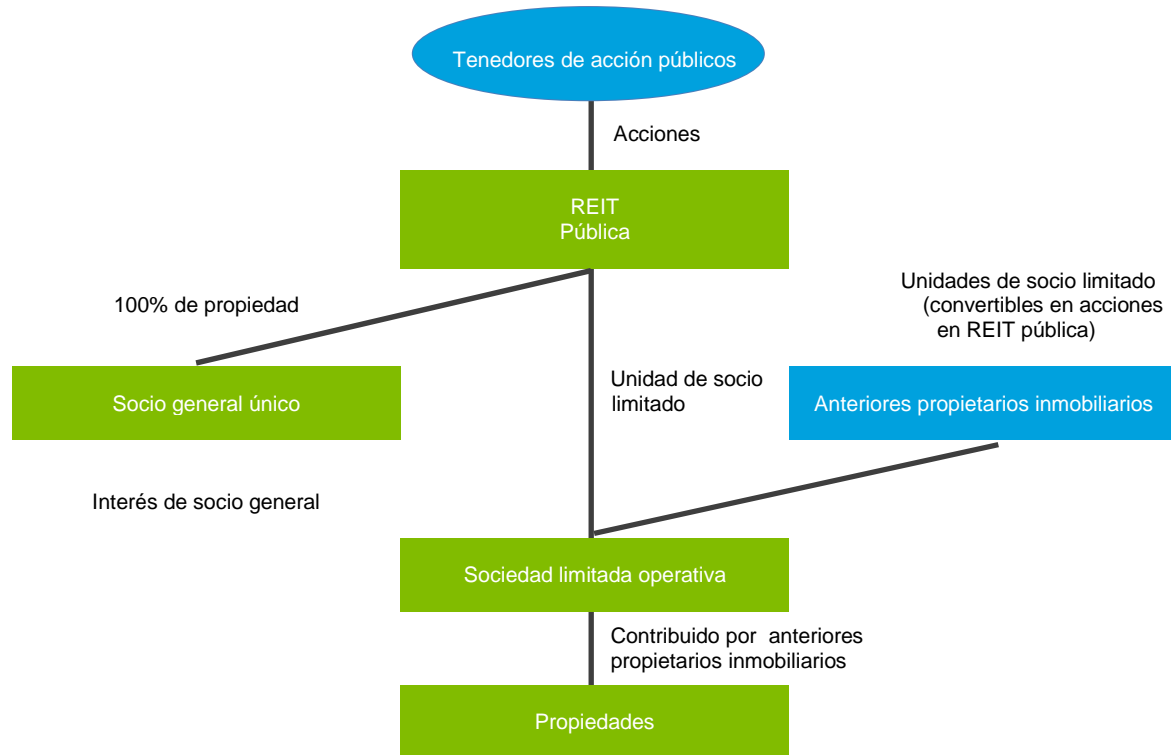 Tenedores de acción públicos
Acciones
REIT
Pública
100% de propiedad
Unidades de socio limitado
(convertibles en acciones
en REIT pública)
Socio general único
Unidad de socio
limitado
Anteriores propietarios inmobiliarios
Interés de socio general
Sociedad limitada operativa
Contribuido por anteriores
propietarios inmobiliarios
Propiedades